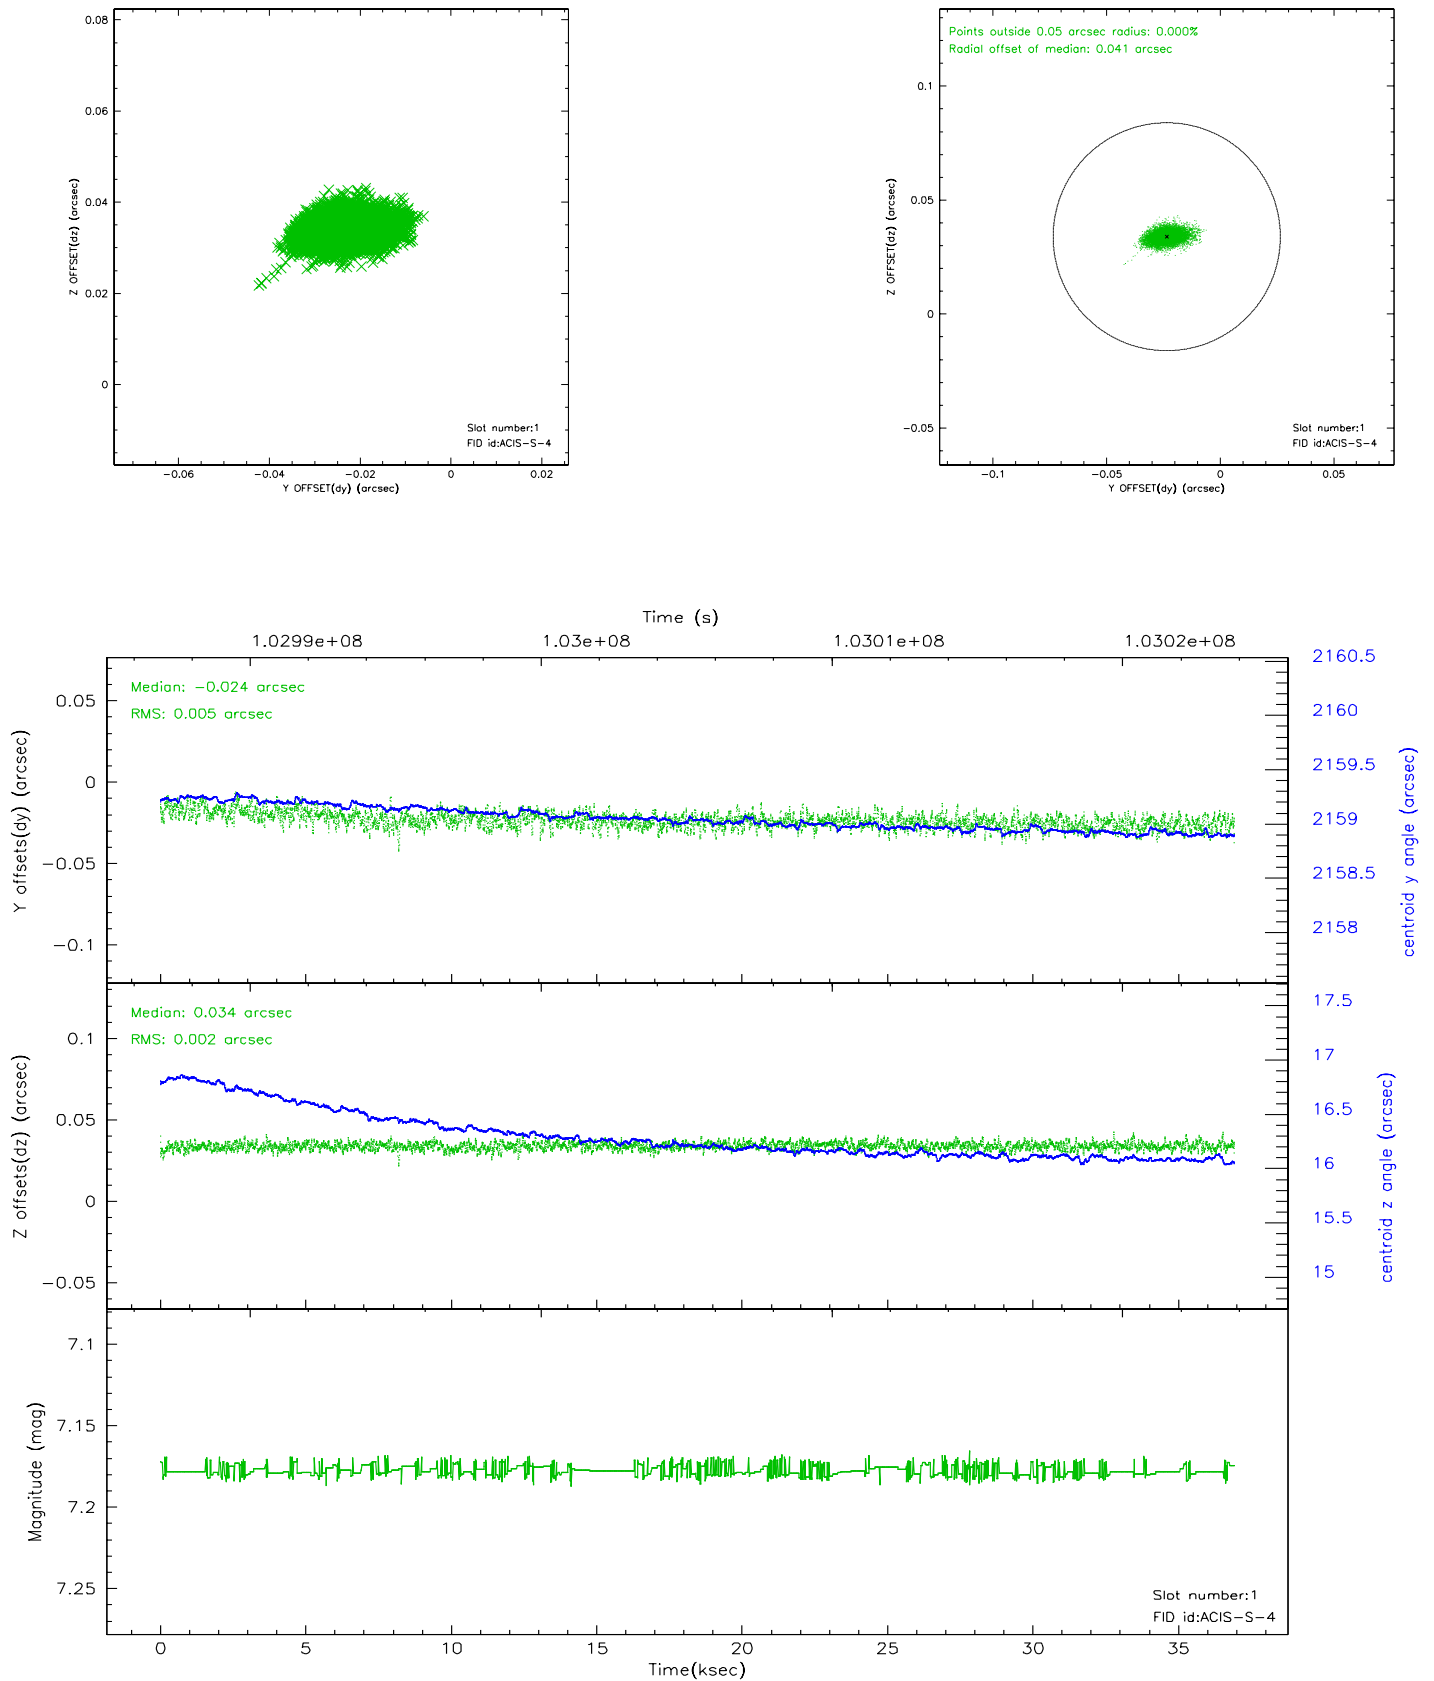 0.08
0.06
0.04
0.02
0
Z OFFSET(dz) (arcsec)
Slot number:1
FID id:ACIS-S-4
-0.06 -0.04 -0.02 0 0.02
Y OFFSET(dy) (arcsec)
Points outside 0.05 arcsec radius: 0.000%
Radial offset of median: 0.041 arcsec
0.1
0.05
0
-0.05
Z OFFSET(dz) (arcsec)
Slot number:1
FID id:ACIS-S-4
-0.1 -0.05 0 0.05
Y OFFSET(dy) (arcsec)
Time (s)
1.0299e+08 1.03e+08 1.0301e+08 1.0302e+08
Median: -0.024 arcsec
RMS: 0.005 arcsec
0.05
0
-0.05
-0.1
Y offsets(dy) (arcsec)
2160.5
2160
2159.5
2159
2158.5
2158
centroid y angle (arcsec)
Median: 0.034 arcsec
RMS: 0.002 arcsec
0.1
0.05
0
-0.05
Z offsets(dz) (arcsec)
17.5
17
16.5
16
15.5
15
centroid z angle (arcsec)
7.1
7.15
7.2
7.25
Magnitude (mag)
Slot number:1
FID id:ACIS-S-4
0 5 10 15 20 25 30 35
Time(ksec)